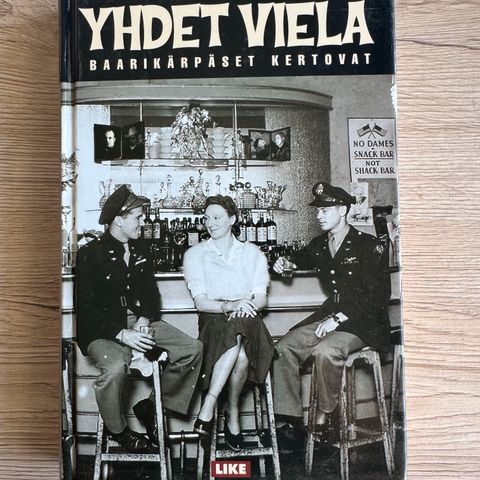 YHDET VIELÄ
BAARIKÄRPÄSET KERTOVAT
NO DAMES
SNACK BAR
NOT
SHACK BAR
LIKE